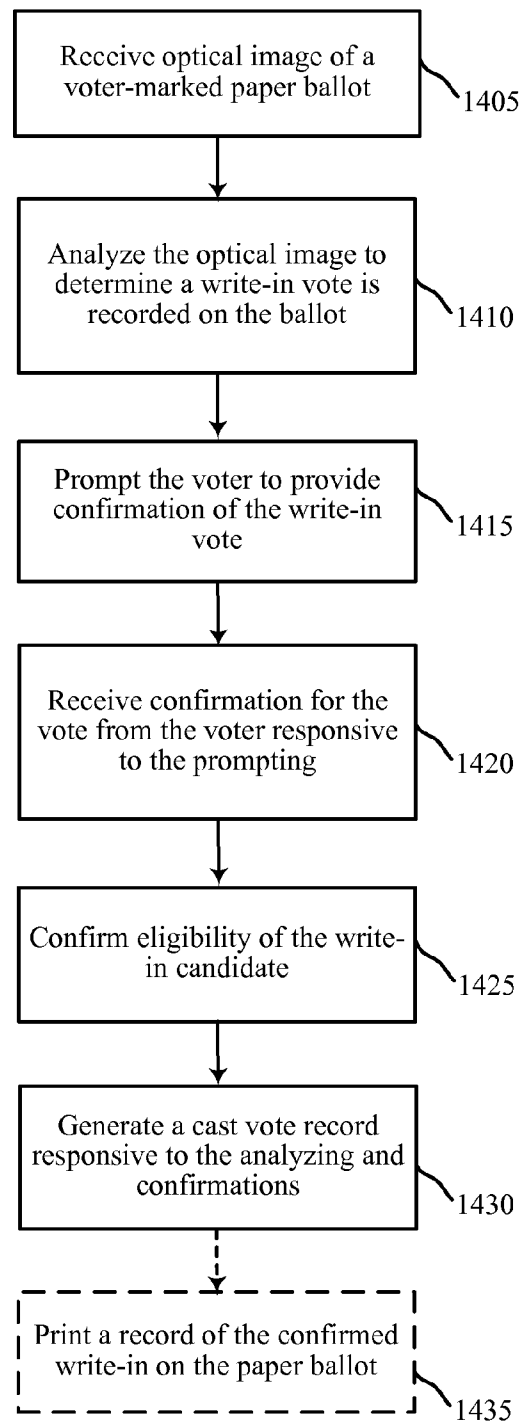 Receive optical image of a
voter-marked paper ballot
1405
Analyze the optical image to
determine a write-in vote is
recorded on the ballot
1410
Prompt the voter to provide
confirmation of the write-in
vote
1415
Receive confirmation for the
vote from the voter responsive
to the prompting
1420
Confirm eligibility of the write-
in candidate
1425
Generate a cast vote record
responsive to the analyzing and
confirmations
1430
Print a record of the confirmed
write-in on the paper ballot
1435